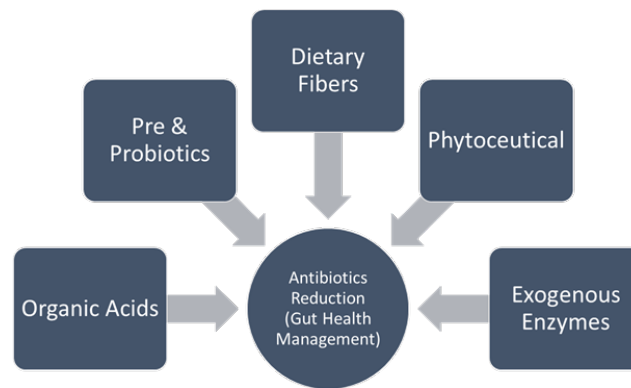 Dietary
Fibers
Pre &
Probiotics
Phytoceutical
Organic Acids
Antibiotics
Reduction
(Gut Health
Management)
Exogenous
Enzymes